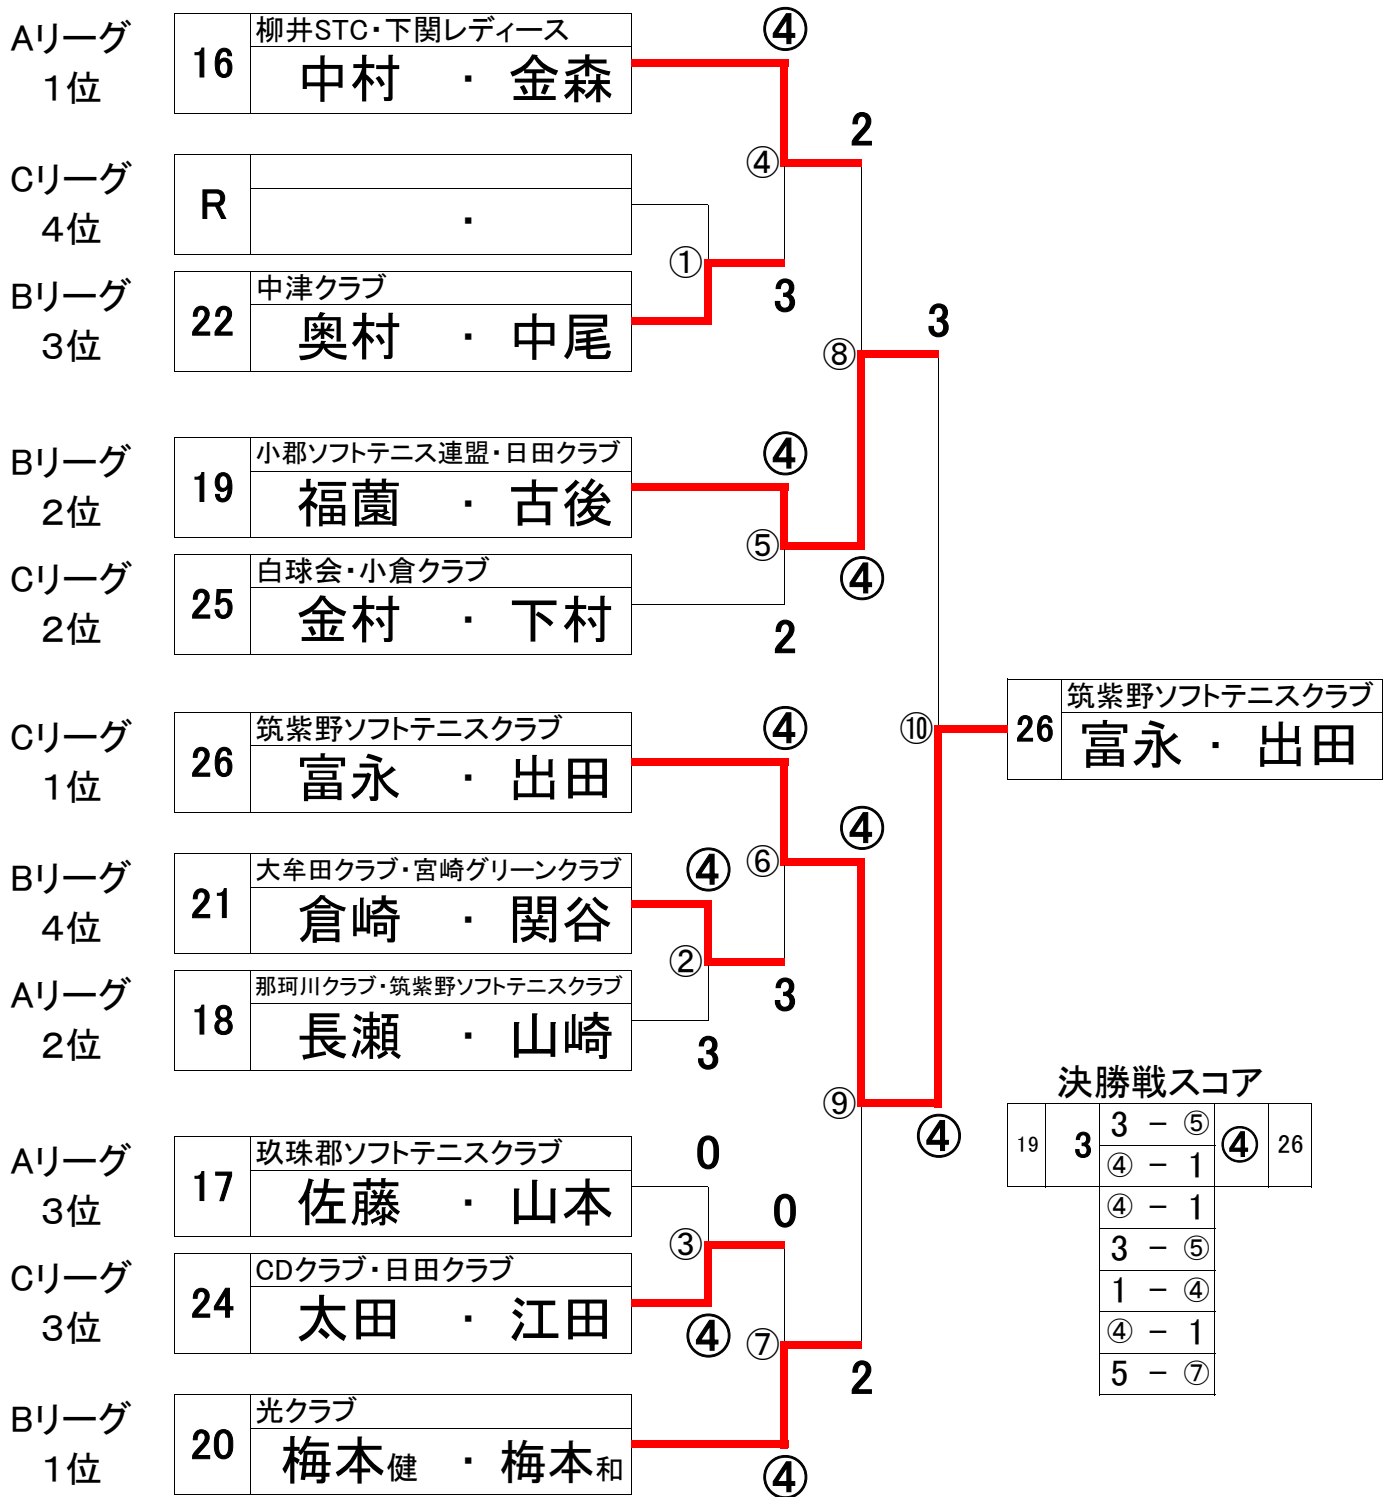 Aリーグ
1位
16
柳井STC・下関レディース
中村 ・ 金森
④
2
④
Cリーグ
4位
R
・
①
Bリーグ
3位
22
中津クラブ
奥村 ・ 中尾
3
3
⑧
Bリーグ
2位
19
小郡ソフトテニス連盟・日田クラブ
福薗 ・ 古後
④
⑤
④
Cリーグ
2位
25
白球会・小倉クラブ
金村 ・ 下村
2
Cリーグ
1位
26
筑紫野ソフトテニスクラブ
富永 ・ 出田
④
⑩
26
筑紫野ソフトテニスクラブ
富永 ・ 出田
④
⑥
Bリーグ
4位
21
大牟田クラブ・宮崎グリーンクラブ
倉崎 ・ 関谷
④
②
3
Aリーグ
2位
18
那珂川クラブ・筑紫野ソフトテニスクラブ
長瀬 ・ 山崎
3
⑨
④
Aリーグ
3位
17
玖珠郡ソフトテニスクラブ
佐藤 ・ 山本
0
0
③
Cリーグ
3位
24
CDクラブ・日田クラブ
太田 ・ 江田
④
⑦
2
Bリーグ
1位
20
光クラブ
梅本健 ・ 梅本和
④
決勝戦スコア
19 3 ④ 26
3 － ⑤
④ － 1
④ － 1
3 － ⑤
1 － ④
④ － 1
5 － ⑦